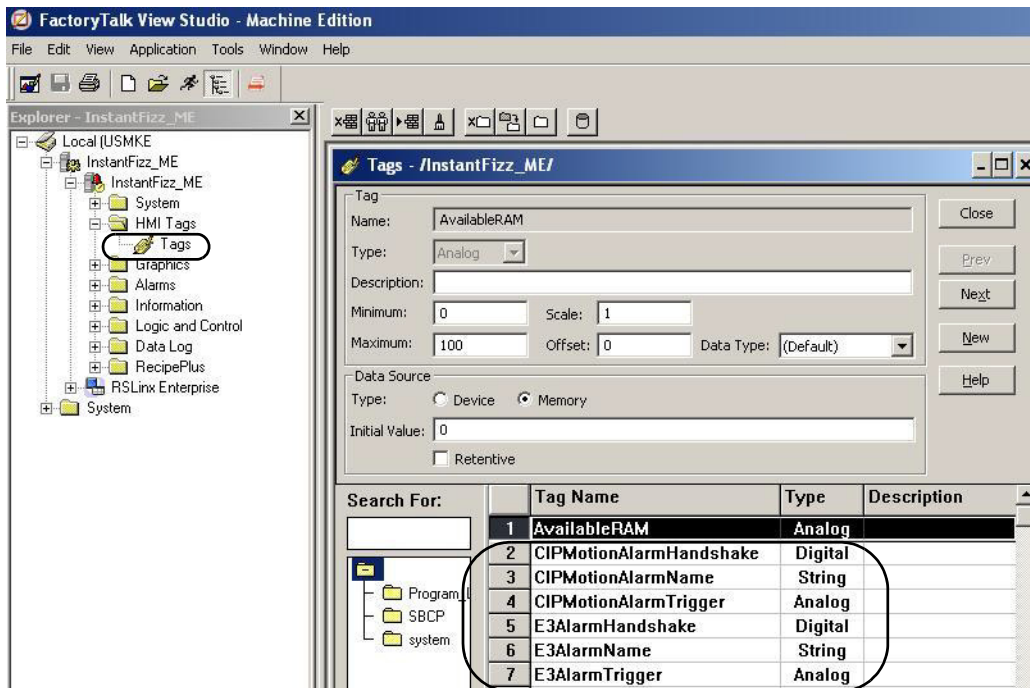 FactoryTalk View Studio - Machine Edition
File Edit View Application Tools Window Help
Explorer - InstantFizz_ME
Local (USMKE
InstantFizz_ME
InstantFizz_ME
System
HMI Tags
Tags
Graphics
Alarms
Information
Logic and Control
Data Log
RecipePlus
RSLinx Enterprise
System
Tags - /InstantFizz_ME/
Tag
Name: AvailableRAM
Type: Analog
Description:
Minimum: 0 Scale: 1
Maximum: 100 Offset: 0 Data Type: (Default)
Close
Prev
Next
New
Help
Data Source
Type: Device Memory
Initial Value: 0
Retentive
Search For:
Program_
SBCP
system
Tag Name Type Description
1 AvailableRAM Analog
2 CIPMotionAlarmHandshake Digital
3 CIPMotionAlarmName String
4 CIPMotionAlarmTrigger Analog
5 E3AlarmHandshake Digital
6 E3AlarmName String
7 E3AlarmTrigger Analog